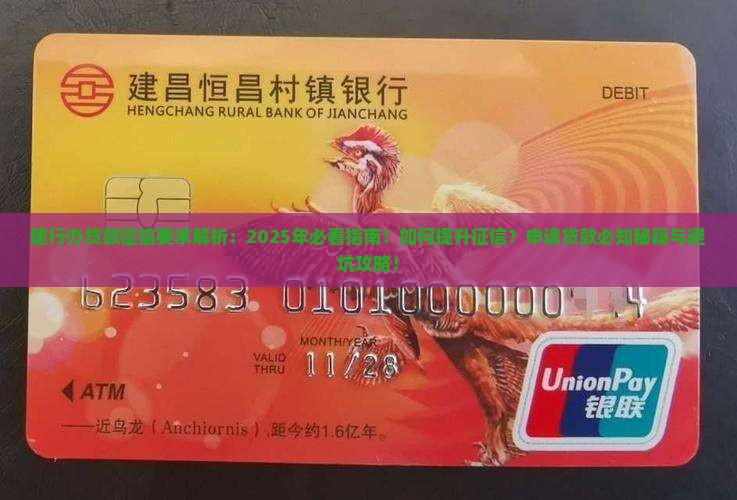 建昌恒昌村镇银行
DEBIT
HENGCHANG RURAL BANK OF JIANCHANG
建行办贷款征信要求解析：2025年必看指南！如何提升征信？申请贷款必知秘籍与避
坑攻略！
623583 0101000000 4
MONTH/YEAR
VALID
THRU
11/28
ATM
UnionPay
银联
——近鸟龙（Anchiornis）,距今约1.6亿年。